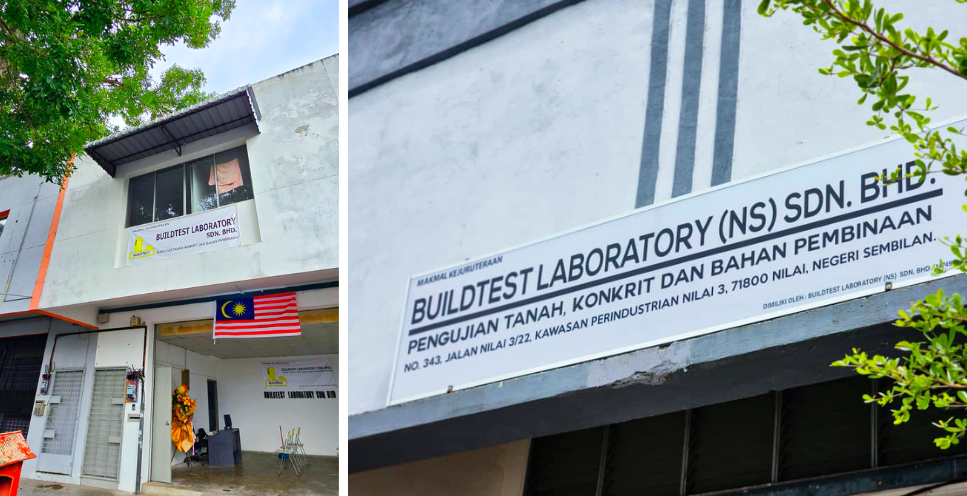 BUILDTEST LABORATORY
SDN. BHD.
BUILDTEST LABORATORY SDN BHD
MAKMAL KEJURUTERAAN
BUILDTEST LABORATORY (NS) SDN. BHD.
PENGUJIAN TANAH, KONKRIT DAN BAHAN PEMBINAAN
NO. 343, JALAN NILAI 3/22, KAWASAN PERINDUSTRIAN NILAI 3, 71800 NILAI, NEGERI SEMBILAN.
DIMILIKI OLEH : BUILDTEST LABORATORY (NS) SDN. BHD.